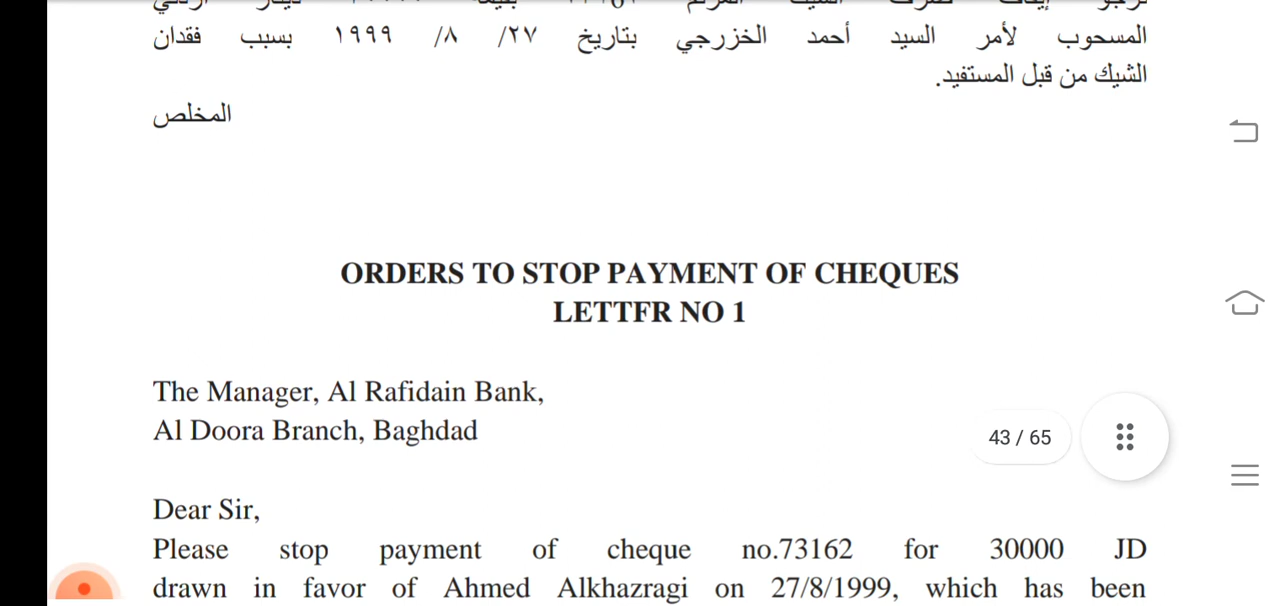 المسحوب لأمر السيد أحمد الخزرجي بتاريخ ٢٧/ ٨/ ١٩٩٩ بسبب فقدان
الشيك من قبل المستفيد.
المخلص
ORDERS TO STOP PAYMENT OF CHEQUES
LETTFR NO 1
The Manager, Al Rafidain Bank,
Al Doora Branch, Baghdad
43 / 65
Dear Sir,
Please stop payment of cheque no.73162 for 30000 JD
drawn in favor of Ahmed Alkhazragi on 27/8/1999, which has been